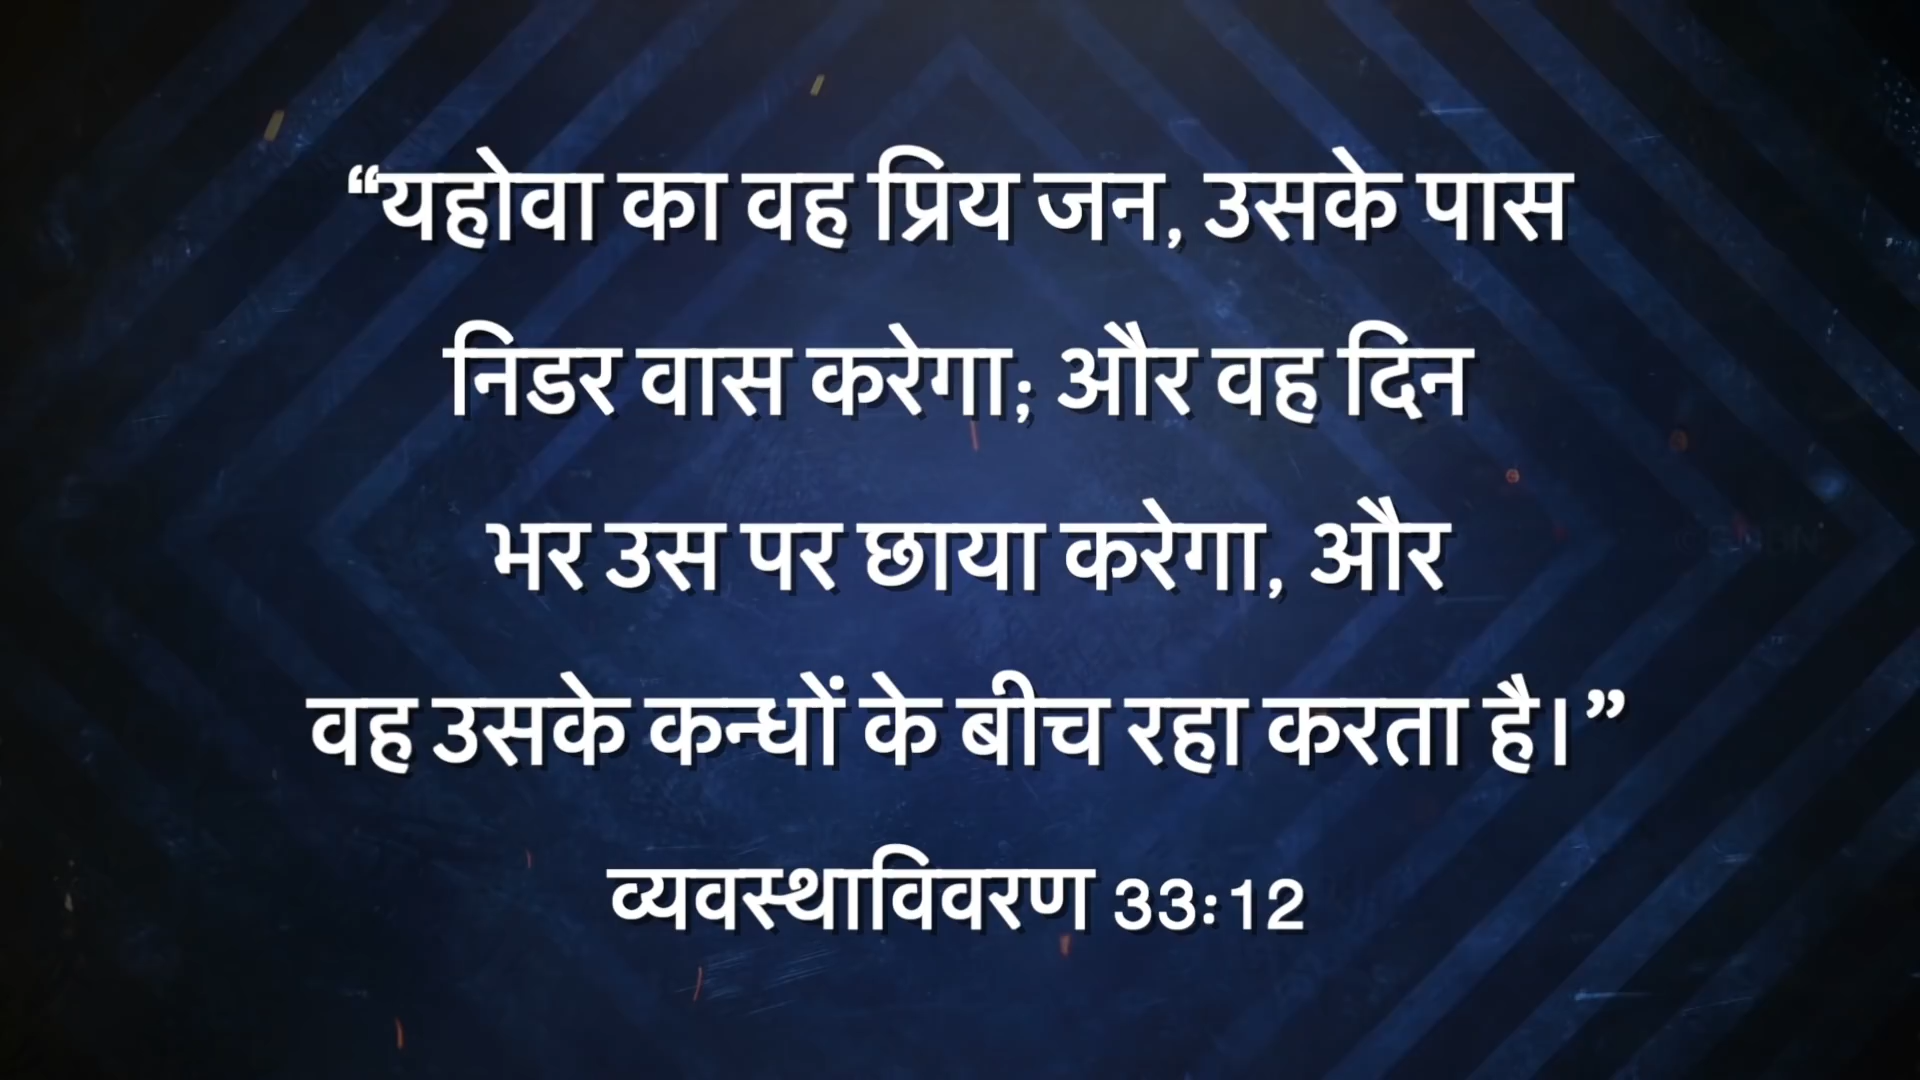 “यहोवा का वह प्रिय जन, उसके पास
निडर वास करेगा; और वह दिन
भर उस पर छाया करेगा, और
वह उसके कन्धों के बीच रहा करता है।”
व्यवस्थाविवरण 33:12